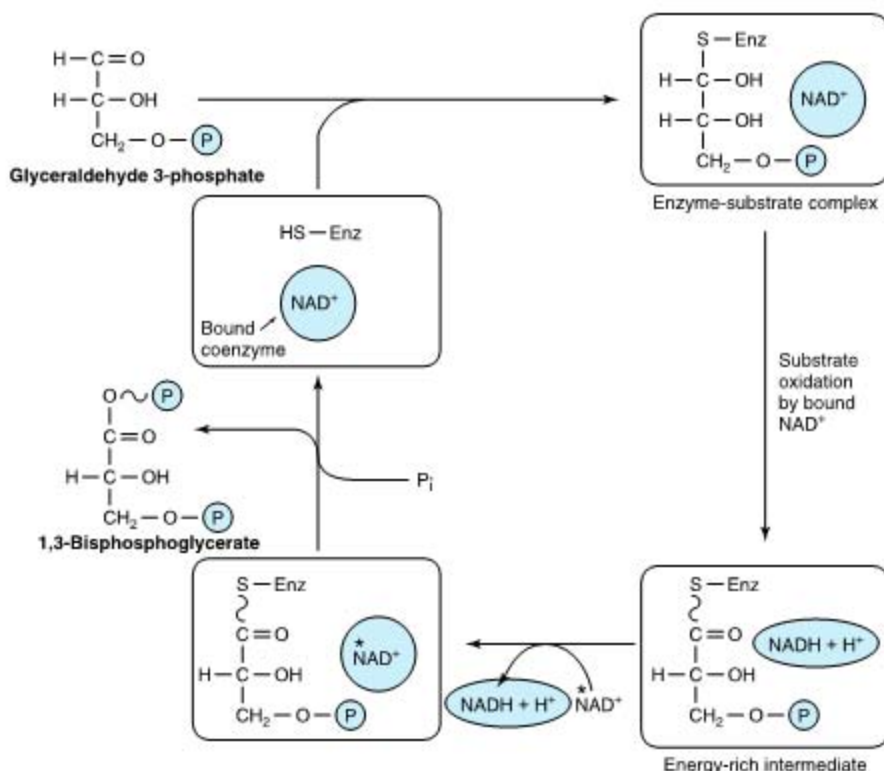 H—C=O
H—C—OH
CH₂—O—P
Glyceraldehyde 3-phosphate
S—Enz
H—C—OH
H—C—OH
CH₂—O—P
NAD⁺
Enzyme-substrate complex
HS—Enz
NAD⁺
Bound
coenzyme
Substrate
oxidation
by bound
NAD⁺
O~P
C=O
H—C—OH
CH₂—O—P
1,3-Bisphosphoglycerate
Pᵢ
S—Enz
C=O
H—C—OH
CH₂—O—P
*
NAD⁺
NADH + H⁺
*NAD⁺
S—Enz
C=O
H—C—OH
CH₂—O—P
NADH + H⁺
Energy-rich intermediate